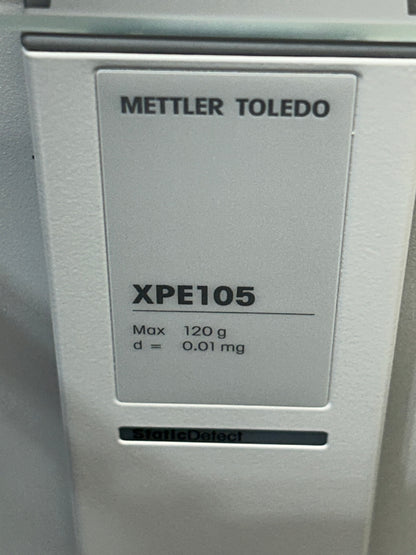 METTLER TOLEDO
XPE105
Max 120 g
d = 0.01 mg
StaticDetect